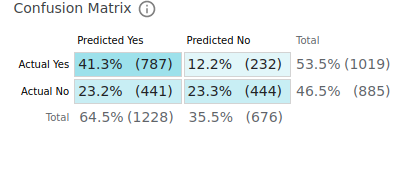 Confusion Matrix ⓘ
Predicted Yes Predicted No Total
Actual Yes 41.3% (787) 12.2% (232) 53.5% (1019)
Actual No 23.2% (441) 23.3% (444) 46.5% (885)
Total 64.5% (1228) 35.5% (676)